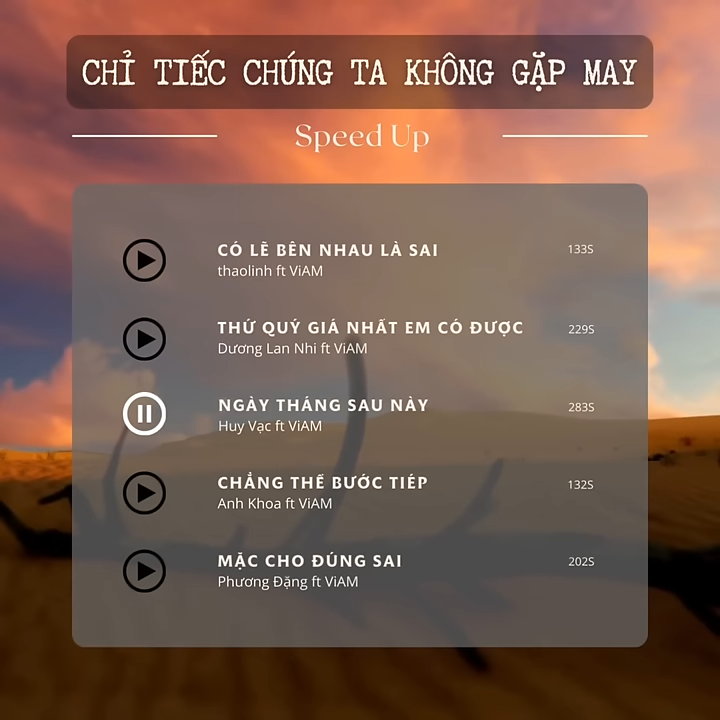 CHỈ TIẾC CHÚNG TA KHÔNG GẶP MAY
Speed Up
CÓ LẼ BÊN NHAU LÀ SAI
133S
thaolinh ft ViAM
THỨ QUÝ GIÁ NHẤT EM CÓ ĐƯỢC
229S
Dương Lan Nhi ft ViAM
NGÀY THÁNG SAU NÀY
283S
Huy Vạc ft ViAM
CHẲNG THỂ BƯỚC TIẾP
132S
Anh Khoa ft ViAM
MẶC CHO ĐÚNG SAI
202S
Phương Đặng ft ViAM